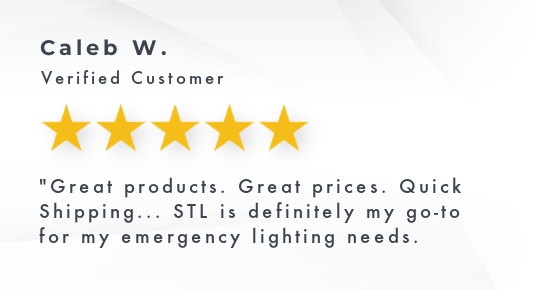 Caleb W.
Verified Customer
"Great products. Great prices. Quick
Shipping... STL is definitely my go-to
for my emergency lighting needs.